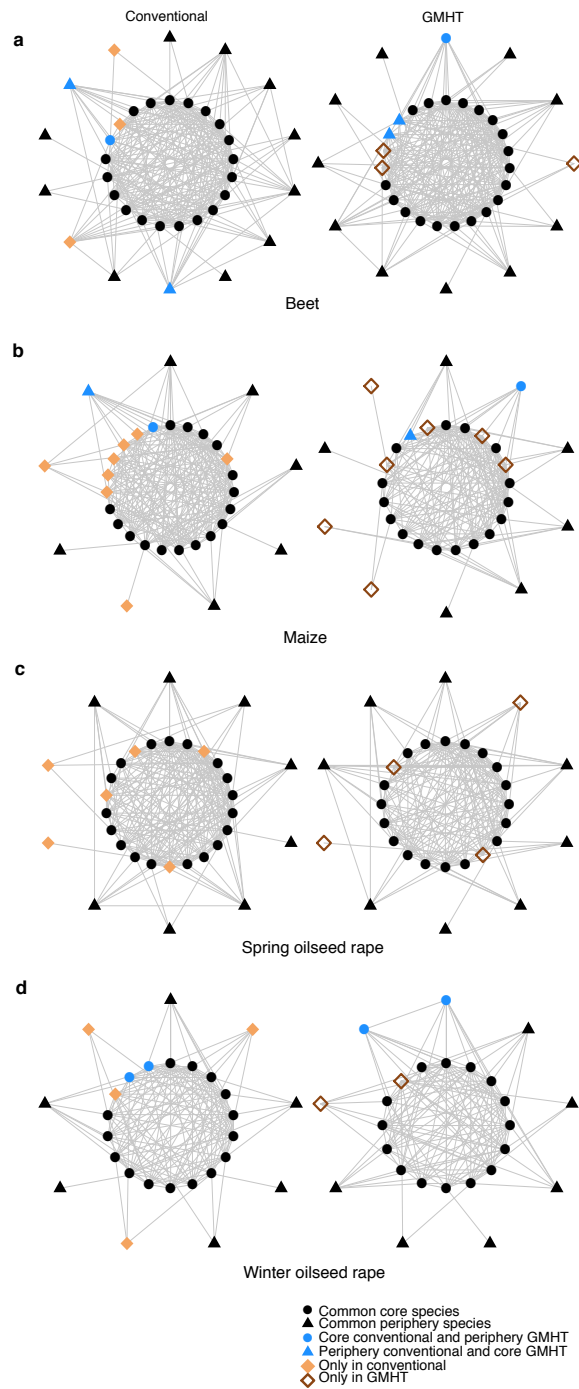 Conventional
GMHT
a
Beet
b
Maize
c
Spring oilseed rape
d
Winter oilseed rape
Common core species
Common periphery species
Core conventional and periphery GMHT
Periphery conventional and core GMHT
Only in conventional
Only in GMHT